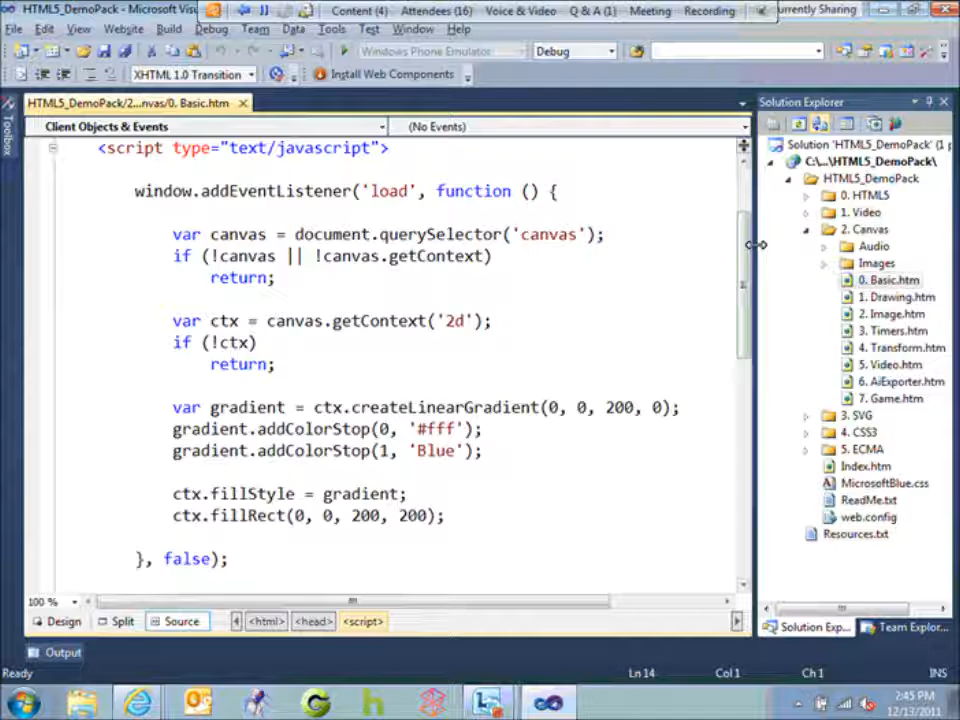 HTML5_DemoPack - Microsoft Visu
Content (4) Attendees (16) Voice & Video Q & A (1) Meeting Recording
urrently Sharing
File Edit View Website Build Debug Team Data Tools Test Window Help
Windows Phone Emulator Debug
XHTML 1.0 Transition Install Web Components
HTML5_DemoPack/2...nvas/0. Basic.htm
Client Objects & Events (No Events)
Toolbox
<script type="text/javascript">
window.addEventListener('load', function () {
var canvas = document.querySelector('canvas');
if (!canvas || !canvas.getContext)
return;
var ctx = canvas.getContext('2d');
if (!ctx)
return;
var gradient = ctx.createLinearGradient(0, 0, 200, 0);
gradient.addColorStop(0, '#fff');
gradient.addColorStop(1, 'Blue');
ctx.fillStyle = gradient;
ctx.fillRect(0, 0, 200, 200);
}, false);
100 %
Design Split Source <html> <head> <script>
Solution Explorer
Solution 'HTML5_DemoPack' (1 p
C:\...\HTML5_DemoPack\
HTML5_DemoPack
0. HTML5
1. Video
2. Canvas
Audio
Images
0. Basic.htm
1. Drawing.htm
2. Image.htm
3. Timers.htm
4. Transform.htm
5. Video.htm
6. AiExporter.htm
7. Game.htm
3. SVG
4. CSS3
5. ECMA
Index.htm
MicrosoftBlue.css
ReadMe.txt
web.config
Resources.txt
Solution Exp... Team Explor...
Output
Ready Ln 14 Col 1 Ch 1 INS
2:45 PM
12/13/2011